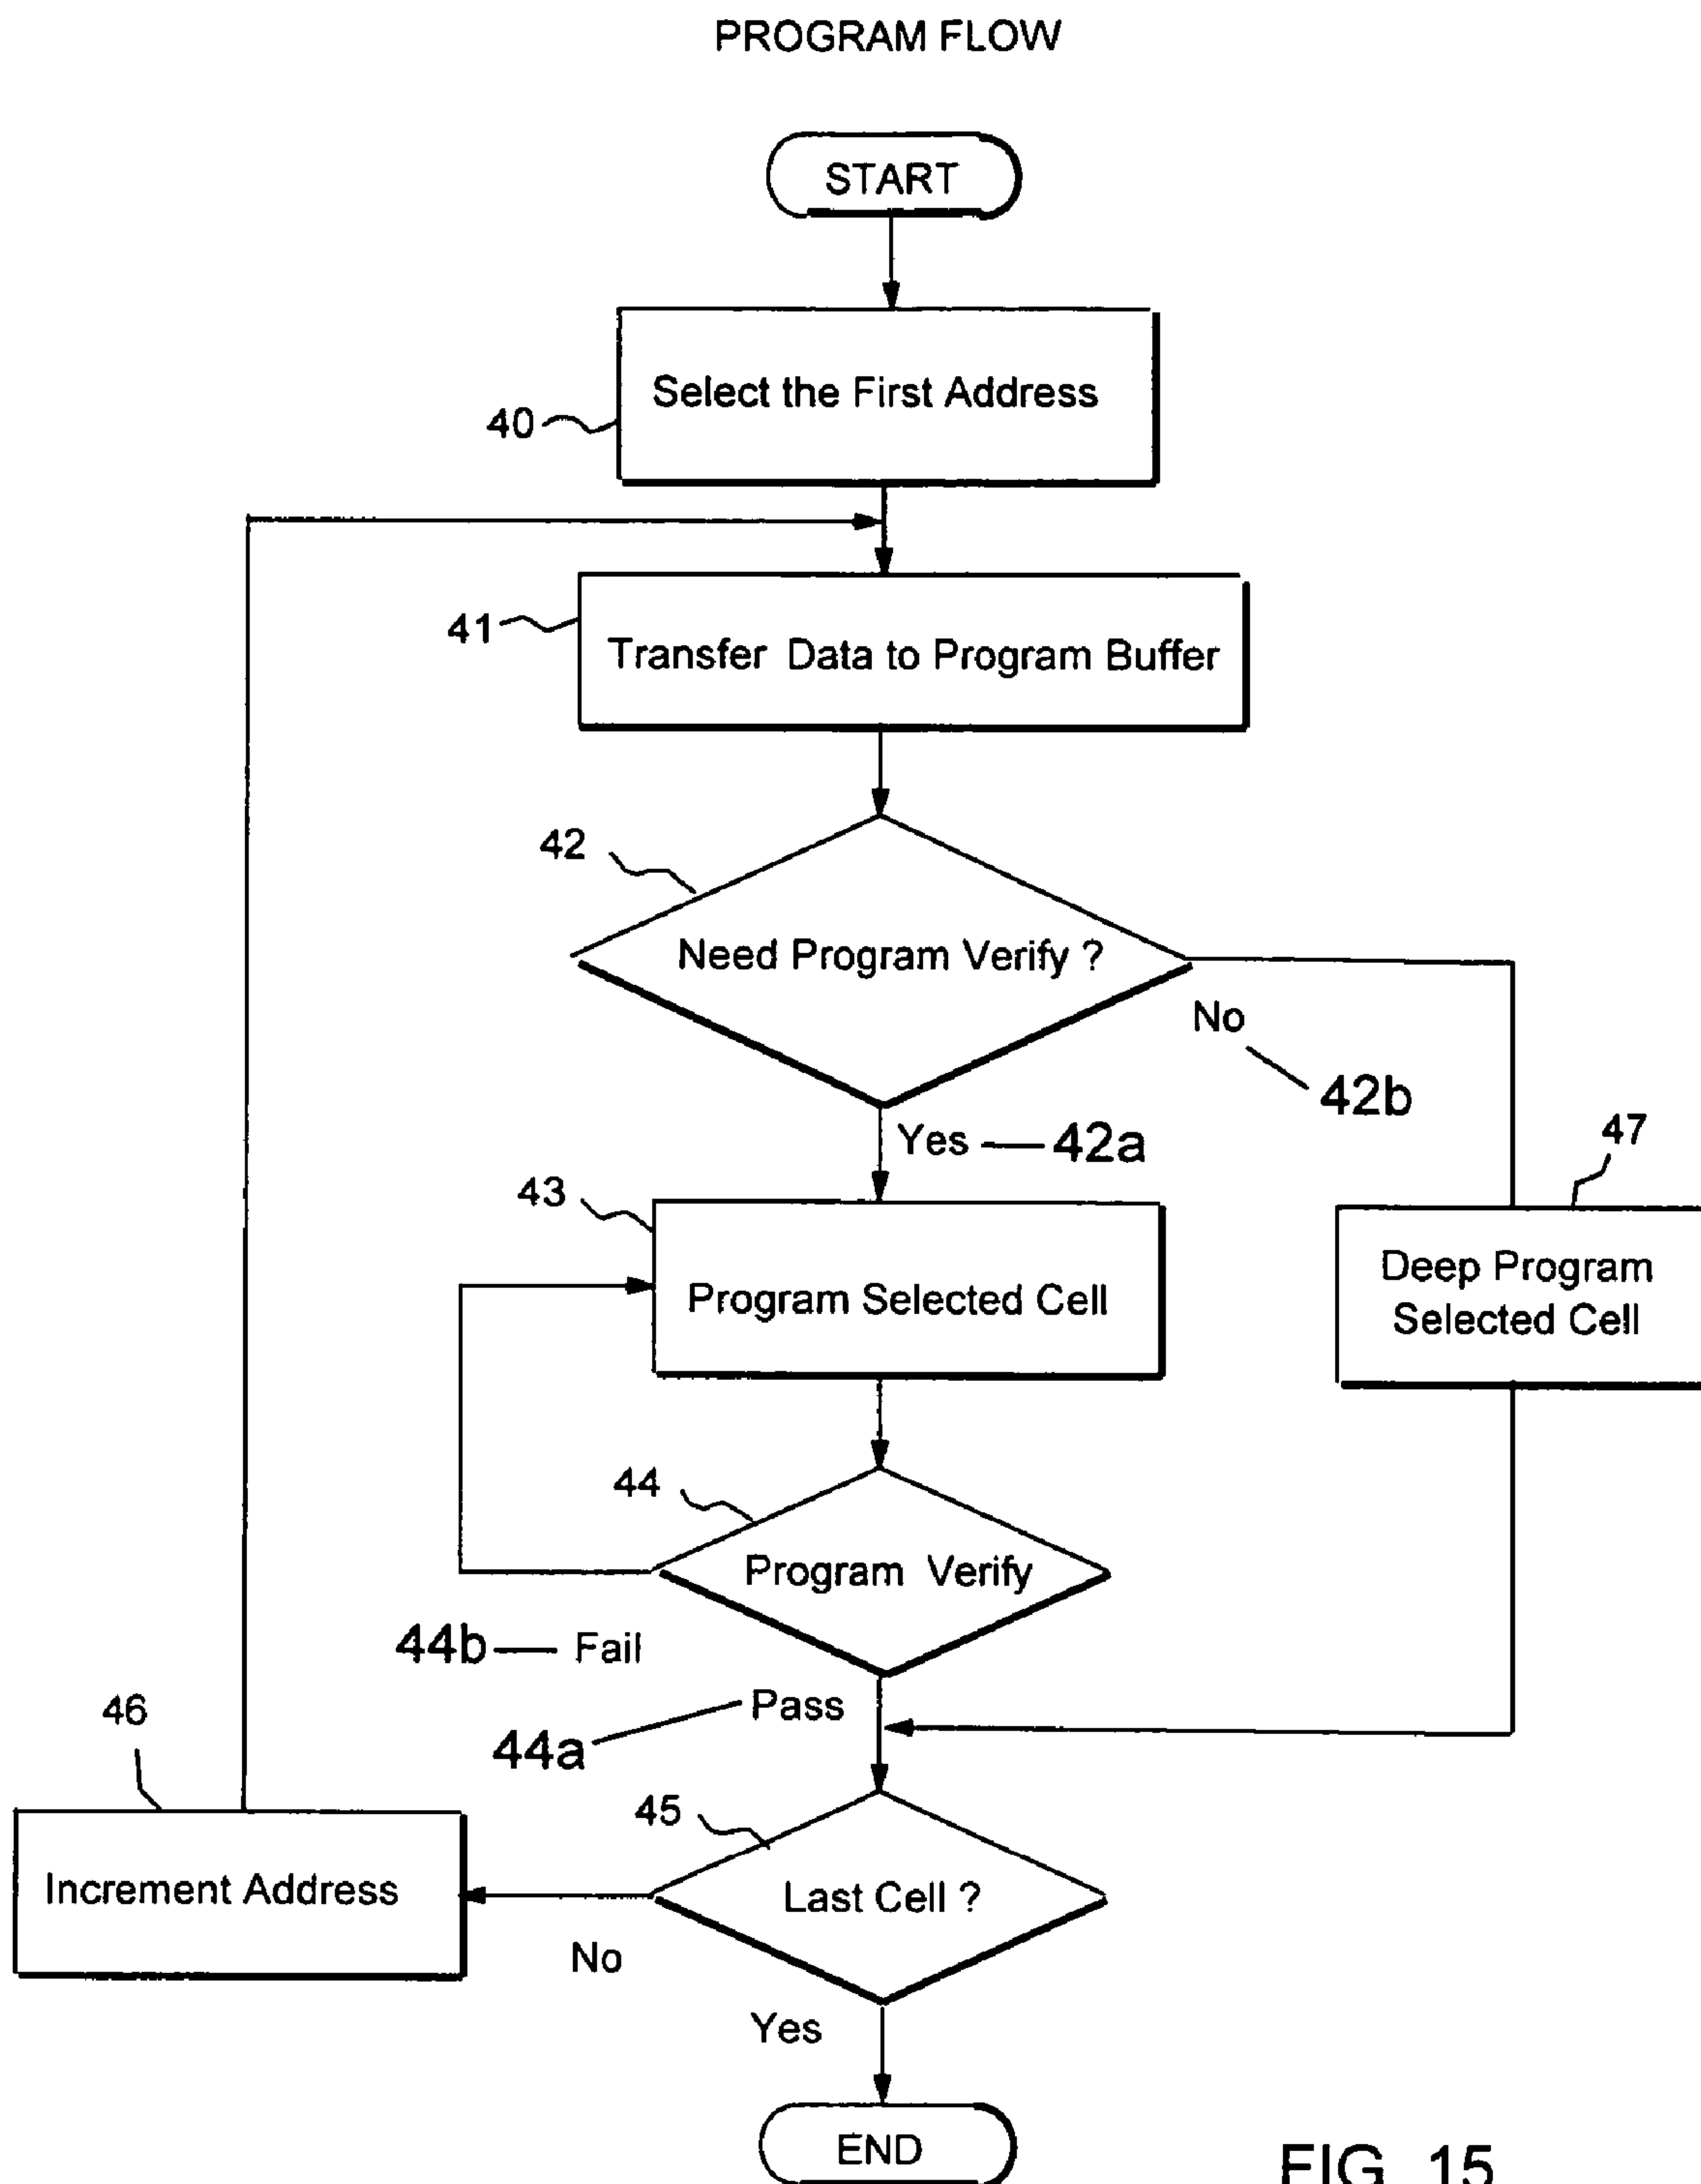 PROGRAM FLOW
START
Select the First Address
40
41
Transfer Data to Program Buffer
42
Need Program Verify ?
No
42b
Yes
42a
47
43
Deep Program
Selected Cell
Program Selected Cell
44
Program Verify
44b
Fail
Pass
44a
46
45
Increment Address
Last Cell ?
No
Yes
END
FIG. 15